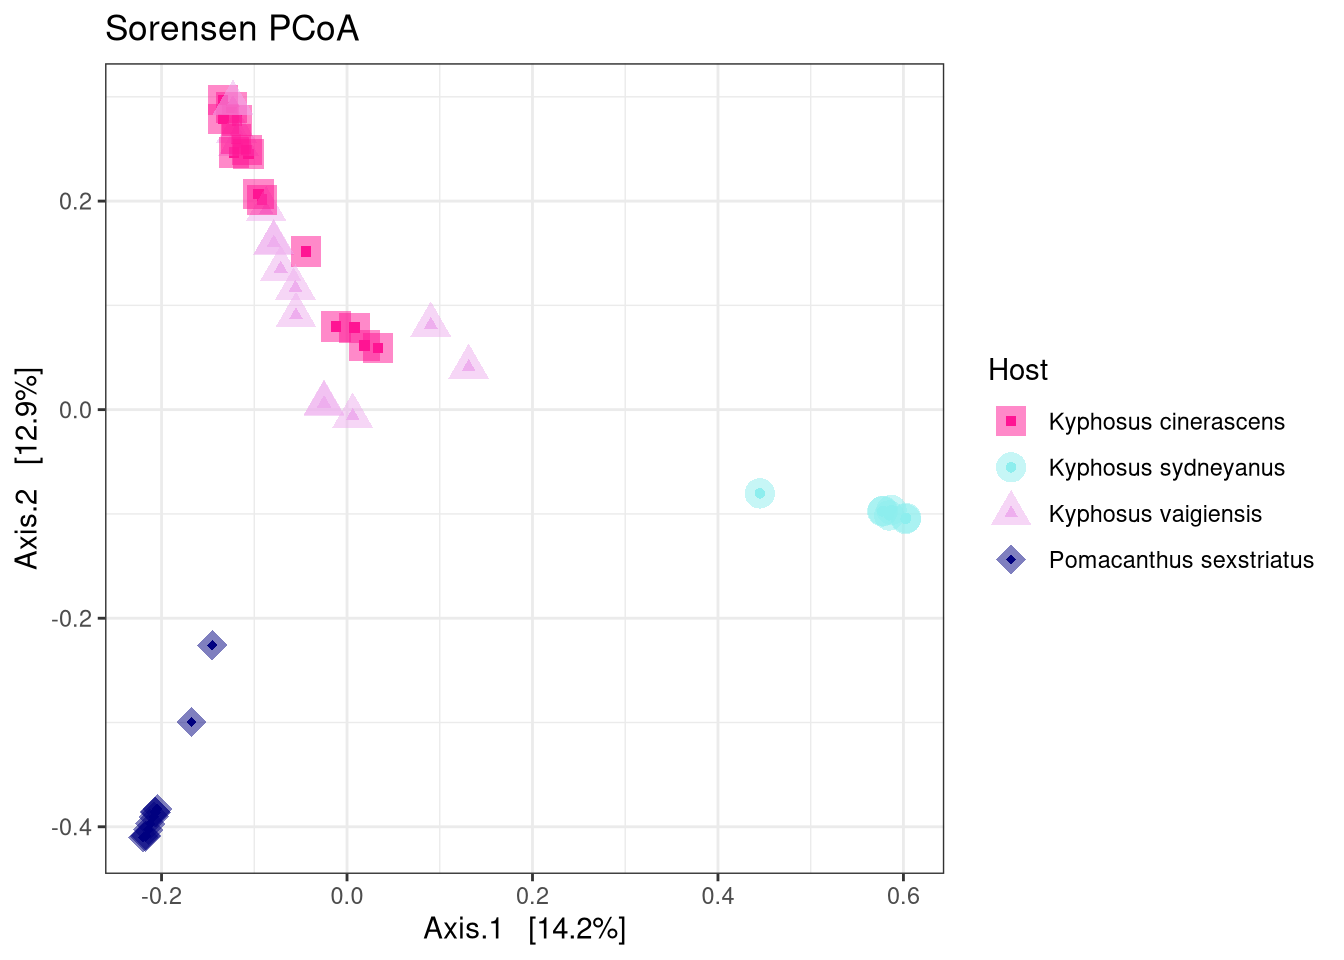 Sorensen PCoA
0.2
0.0
-0.2
-0.4
Axis.2 [12.9%]
-0.2 0.0 0.2 0.4 0.6
Axis.1 [14.2%]
Host
Kyphosus cinerascens
Kyphosus sydneyanus
Kyphosus vaigiensis
Pomacanthus sexstriatus